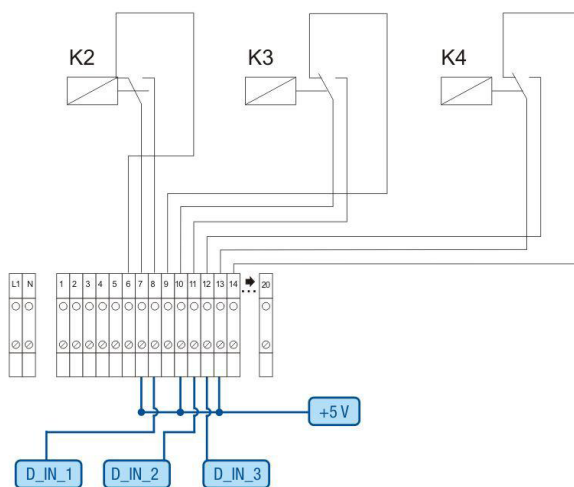 K2 K3 K4
L1 N 1 2 3 4 5 6 7 8 9 10 11 12 13 14 ... 20
+5 V
D_IN_1 D_IN_2 D_IN_3